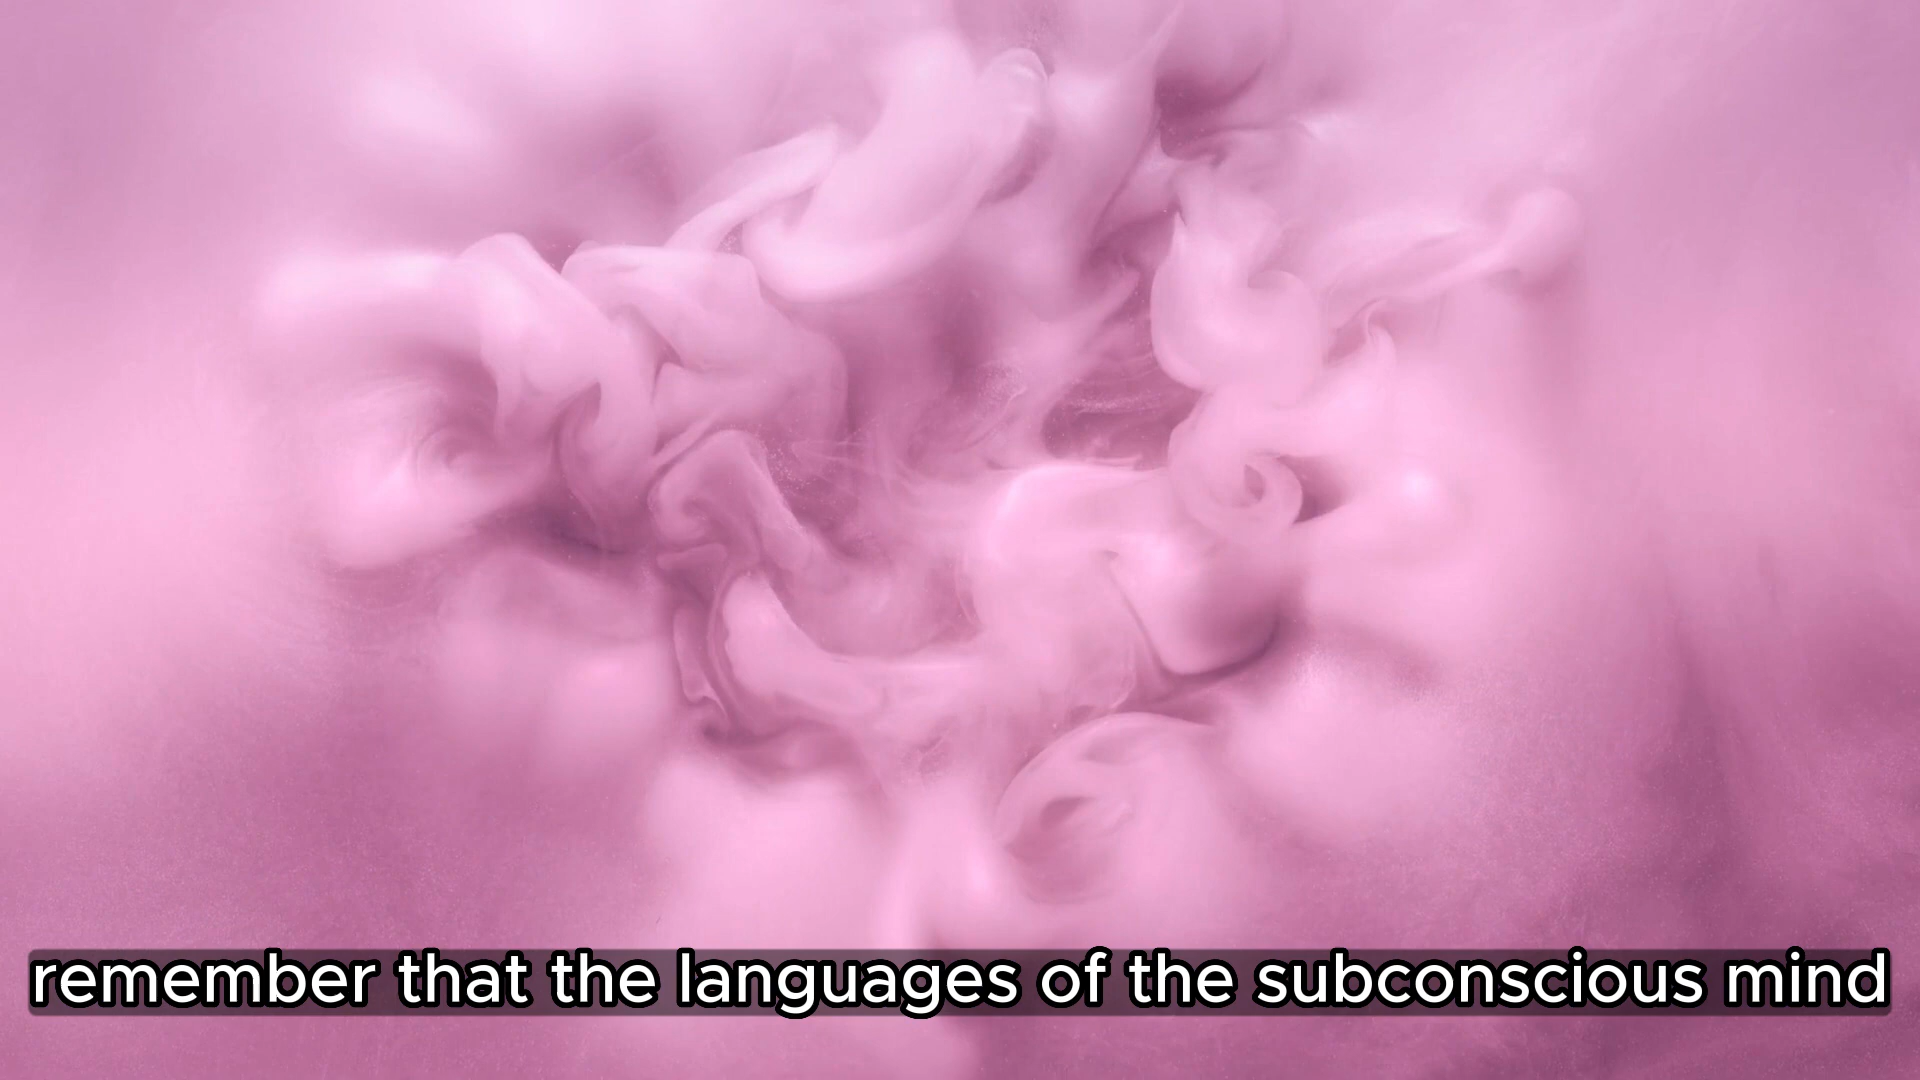 remember that the languages of the subconscious mind